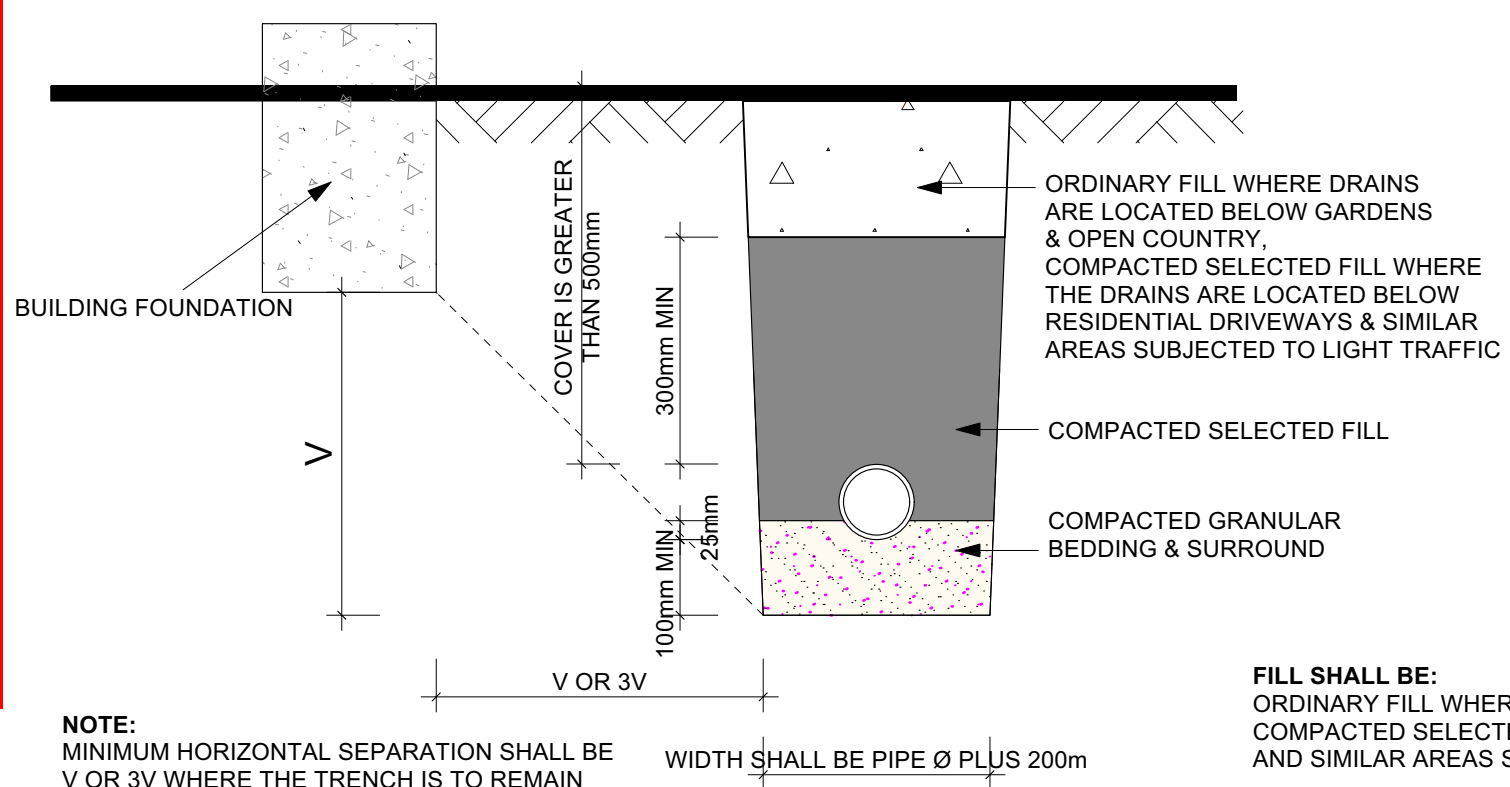 BUILDING FOUNDATION
V
COVER IS GREATER
THAN 500mm
300mm MIN
25mm
100mm MIN
V OR 3V
WIDTH SHALL BE PIPE Ø PLUS 200m
ORDINARY FILL WHERE DRAINS
ARE LOCATED BELOW GARDENS
& OPEN COUNTRY,
COMPACTED SELECTED FILL WHERE
THE DRAINS ARE LOCATED BELOW
RESIDENTIAL DRIVEWAYS & SIMILAR
AREAS SUBJECTED TO LIGHT TRAFFIC
COMPACTED SELECTED FILL
COMPACTED GRANULAR
BEDDING & SURROUND
NOTE:
MINIMUM HORIZONTAL SEPARATION SHALL BE
V OR 3V WHERE THE TRENCH IS TO REMAIN
FILL SHALL BE:
ORDINARY FILL WHER
COMPACTED SELECTE
AND SIMILAR AREAS S